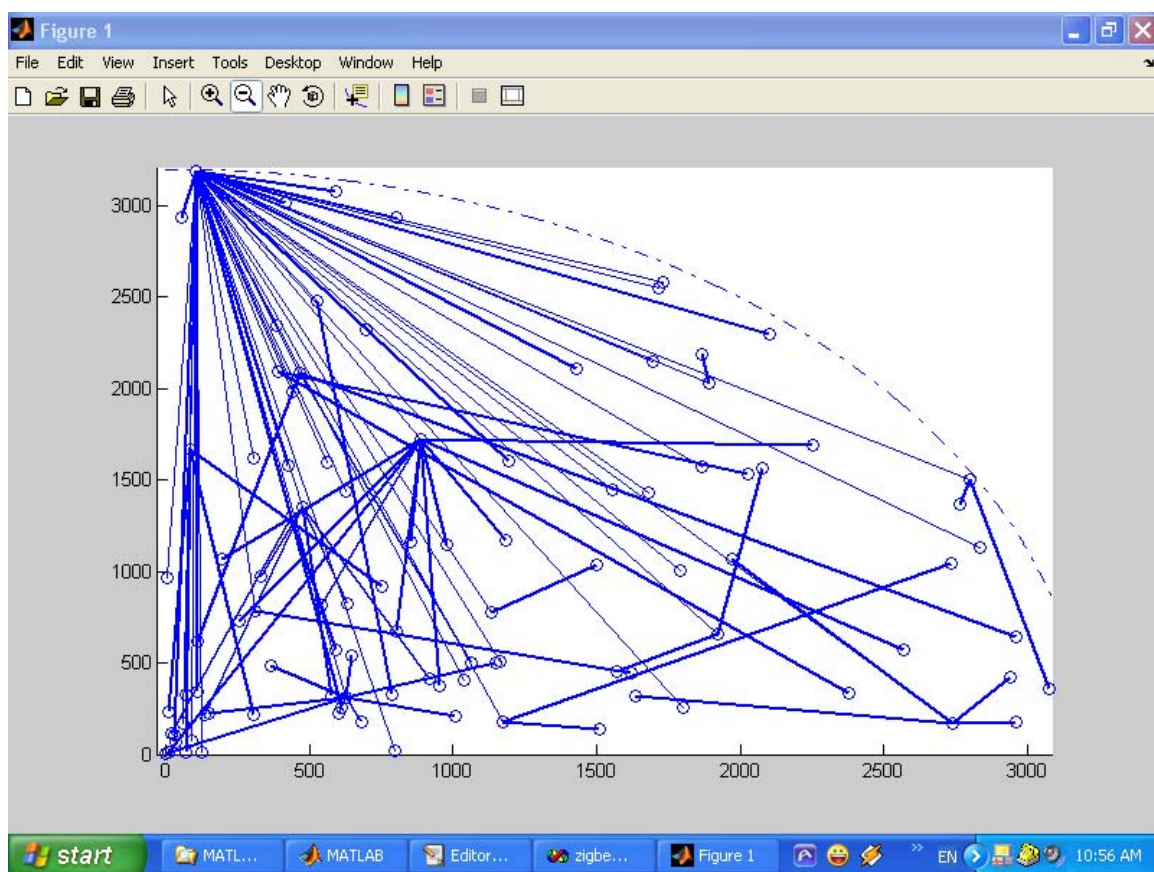 Figure 1
File Edit View Insert Tools Desktop Window Help
3000
2500
2000
1500
1000
500
0
0 500 1000 1500 2000 2500 3000
start MATL... MATLAB Editor... zigbe... Figure 1 EN 10:56 AM